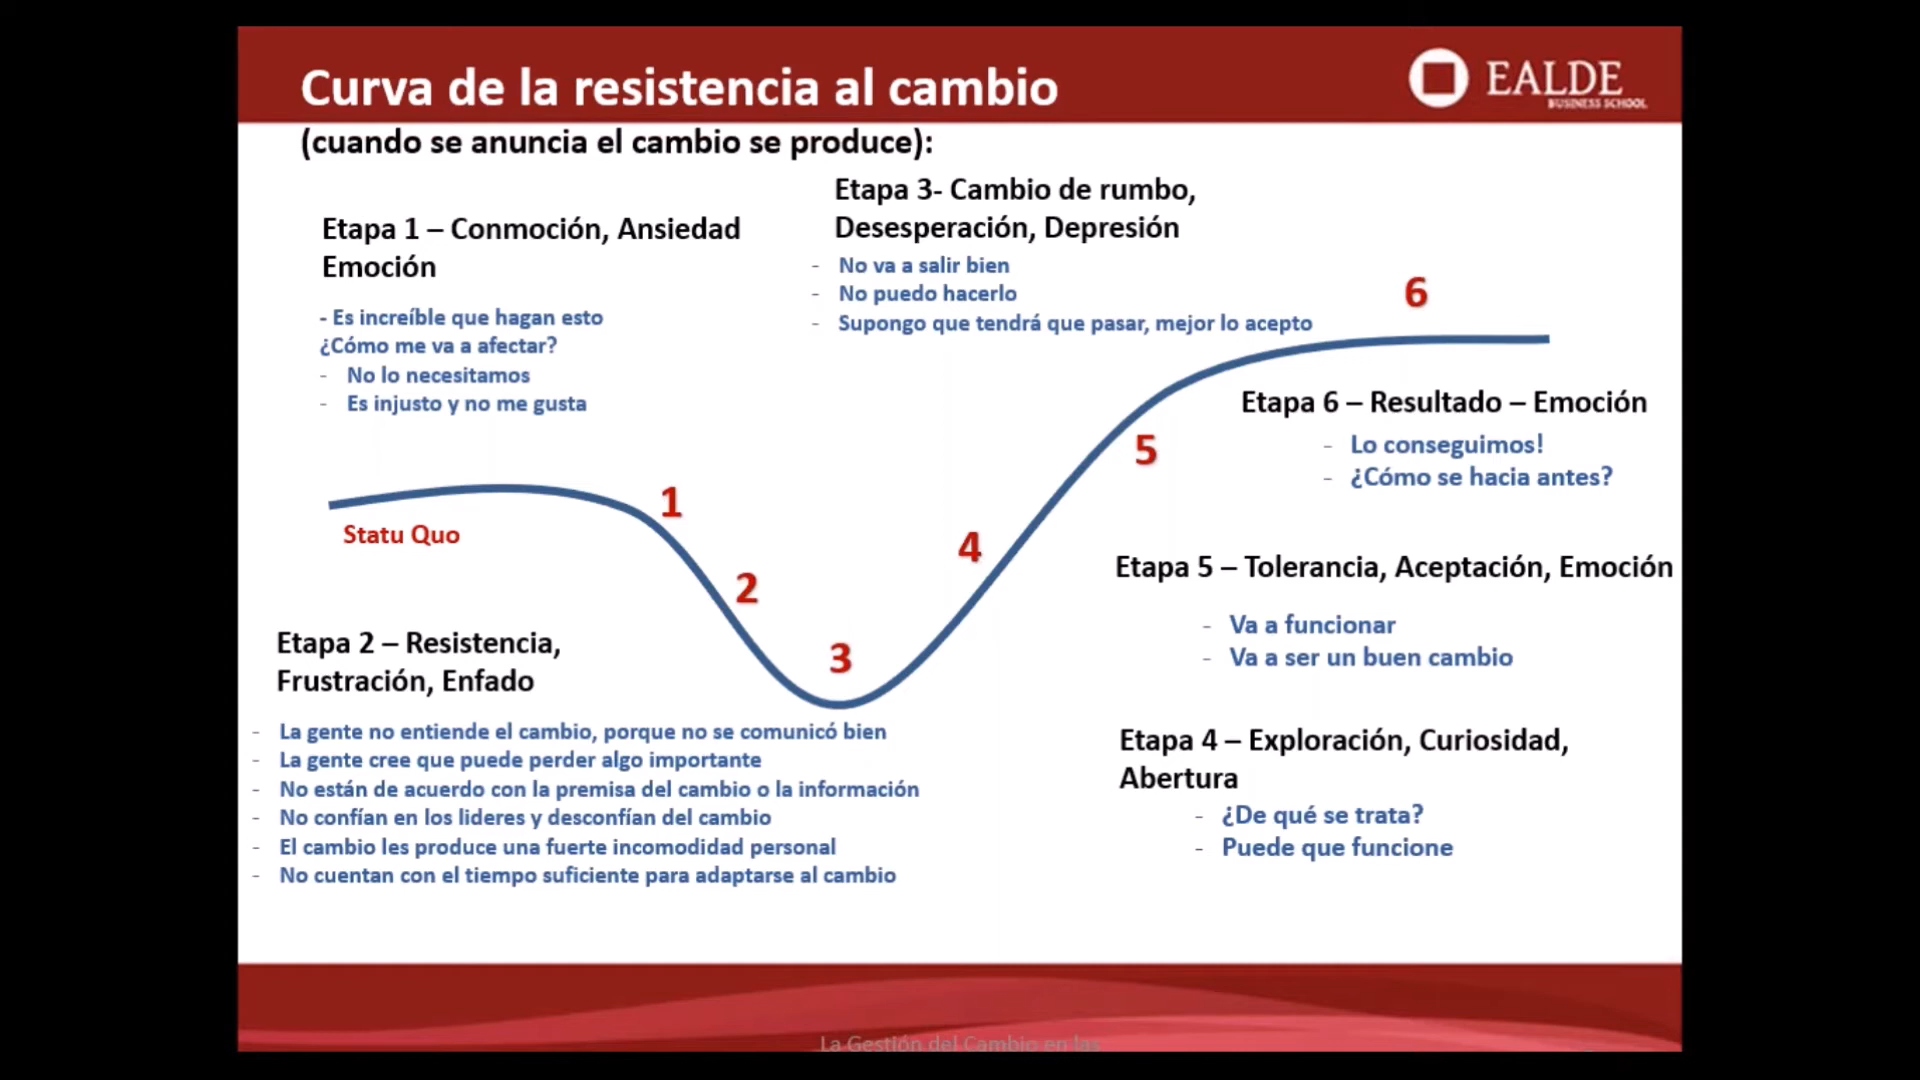 Curva de la resistencia al cambio
EALDE
BUSINESS SCHOOL
(cuando se anuncia el cambio se produce):
Etapa 1 – Conmoción, Ansiedad
Emoción
- Es increíble que hagan esto
¿Cómo me va a afectar?
- No lo necesitamos
- Es injusto y no me gusta
Etapa 3- Cambio de rumbo,
Desesperación, Depresión
- No va a salir bien
- No puedo hacerlo
- Supongo que tendrá que pasar, mejor lo acepto
6
Etapa 6 – Resultado – Emoción
- Lo conseguimos!
- ¿Cómo se hacia antes?
5
1
Statu Quo
4
2
3
Etapa 5 – Tolerancia, Aceptación, Emoción
- Va a funcionar
- Va a ser un buen cambio
Etapa 2 – Resistencia,
Frustración, Enfado
- La gente no entiende el cambio, porque no se comunicó bien
- La gente cree que puede perder algo importante
- No están de acuerdo con la premisa del cambio o la información
- No confían en los lideres y desconfían del cambio
- El cambio les produce una fuerte incomodidad personal
- No cuentan con el tiempo suficiente para adaptarse al cambio
Etapa 4 – Exploración, Curiosidad,
Abertura
- ¿De qué se trata?
- Puede que funcione
La Gestión del Cambio en las